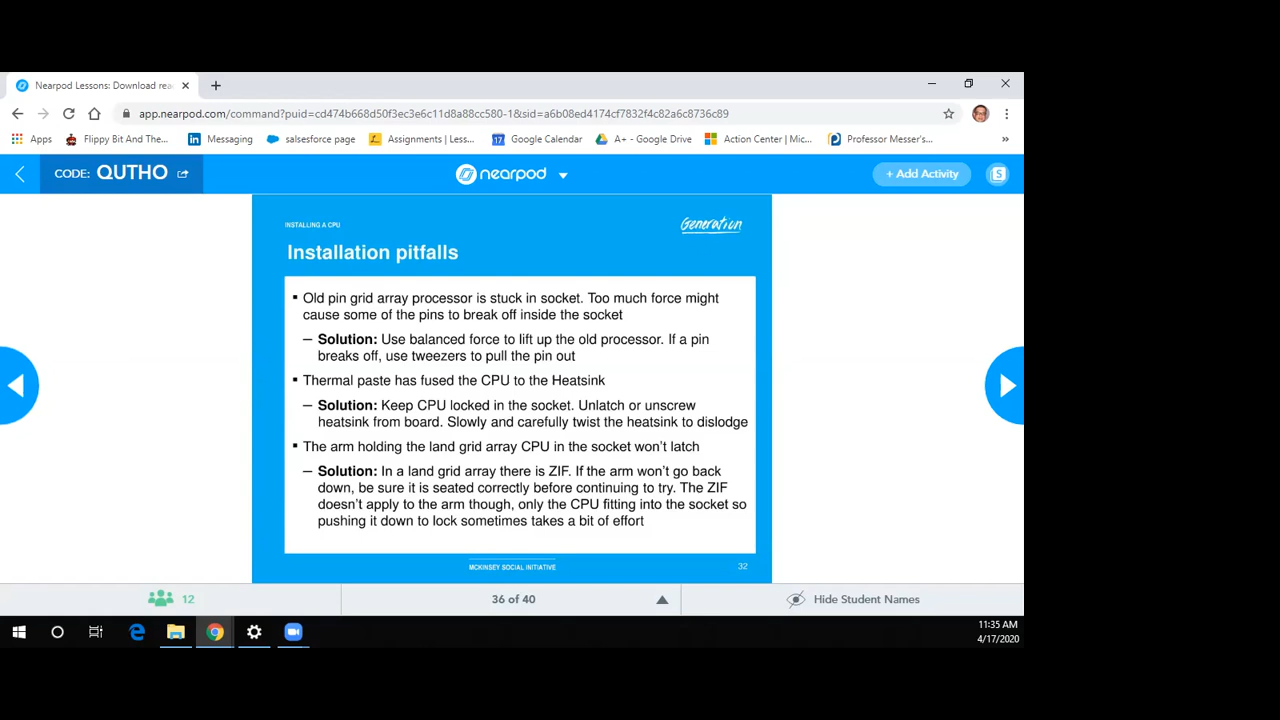 Nearpod Lessons: Download rea
app.nearpod.com/command?puid=cd474b668d50f3ec3e6c11d8a88cc580-1&sid=a6b08ed4174cf7832f4c82a6c8736c89
Apps Flippy Bit And The... Messaging salsesforce page Assignments | Less... Google Calendar A+ - Google Drive Action Center | Mic... Professor Messer's... »
CODE: QUTHO nearpod + Add Activity S
INSTALLING A CPU Generation
Installation pitfalls
▪ Old pin grid array processor is stuck in socket. Too much force might
cause some of the pins to break off inside the socket
– Solution: Use balanced force to lift up the old processor. If a pin
breaks off, use tweezers to pull the pin out
▪ Thermal paste has fused the CPU to the Heatsink
– Solution: Keep CPU locked in the socket. Unlatch or unscrew
heatsink from board. Slowly and carefully twist the heatsink to dislodge
▪ The arm holding the land grid array CPU in the socket won't latch
– Solution: In a land grid array there is ZIF. If the arm won't go back
down, be sure it is seated correctly before continuing to try. The ZIF
doesn't apply to the arm though, only the CPU fitting into the socket so
pushing it down to lock sometimes takes a bit of effort
MCKINSEY SOCIAL INITIATIVE 32
12 36 of 40 Hide Student Names
11:35 AM
4/17/2020